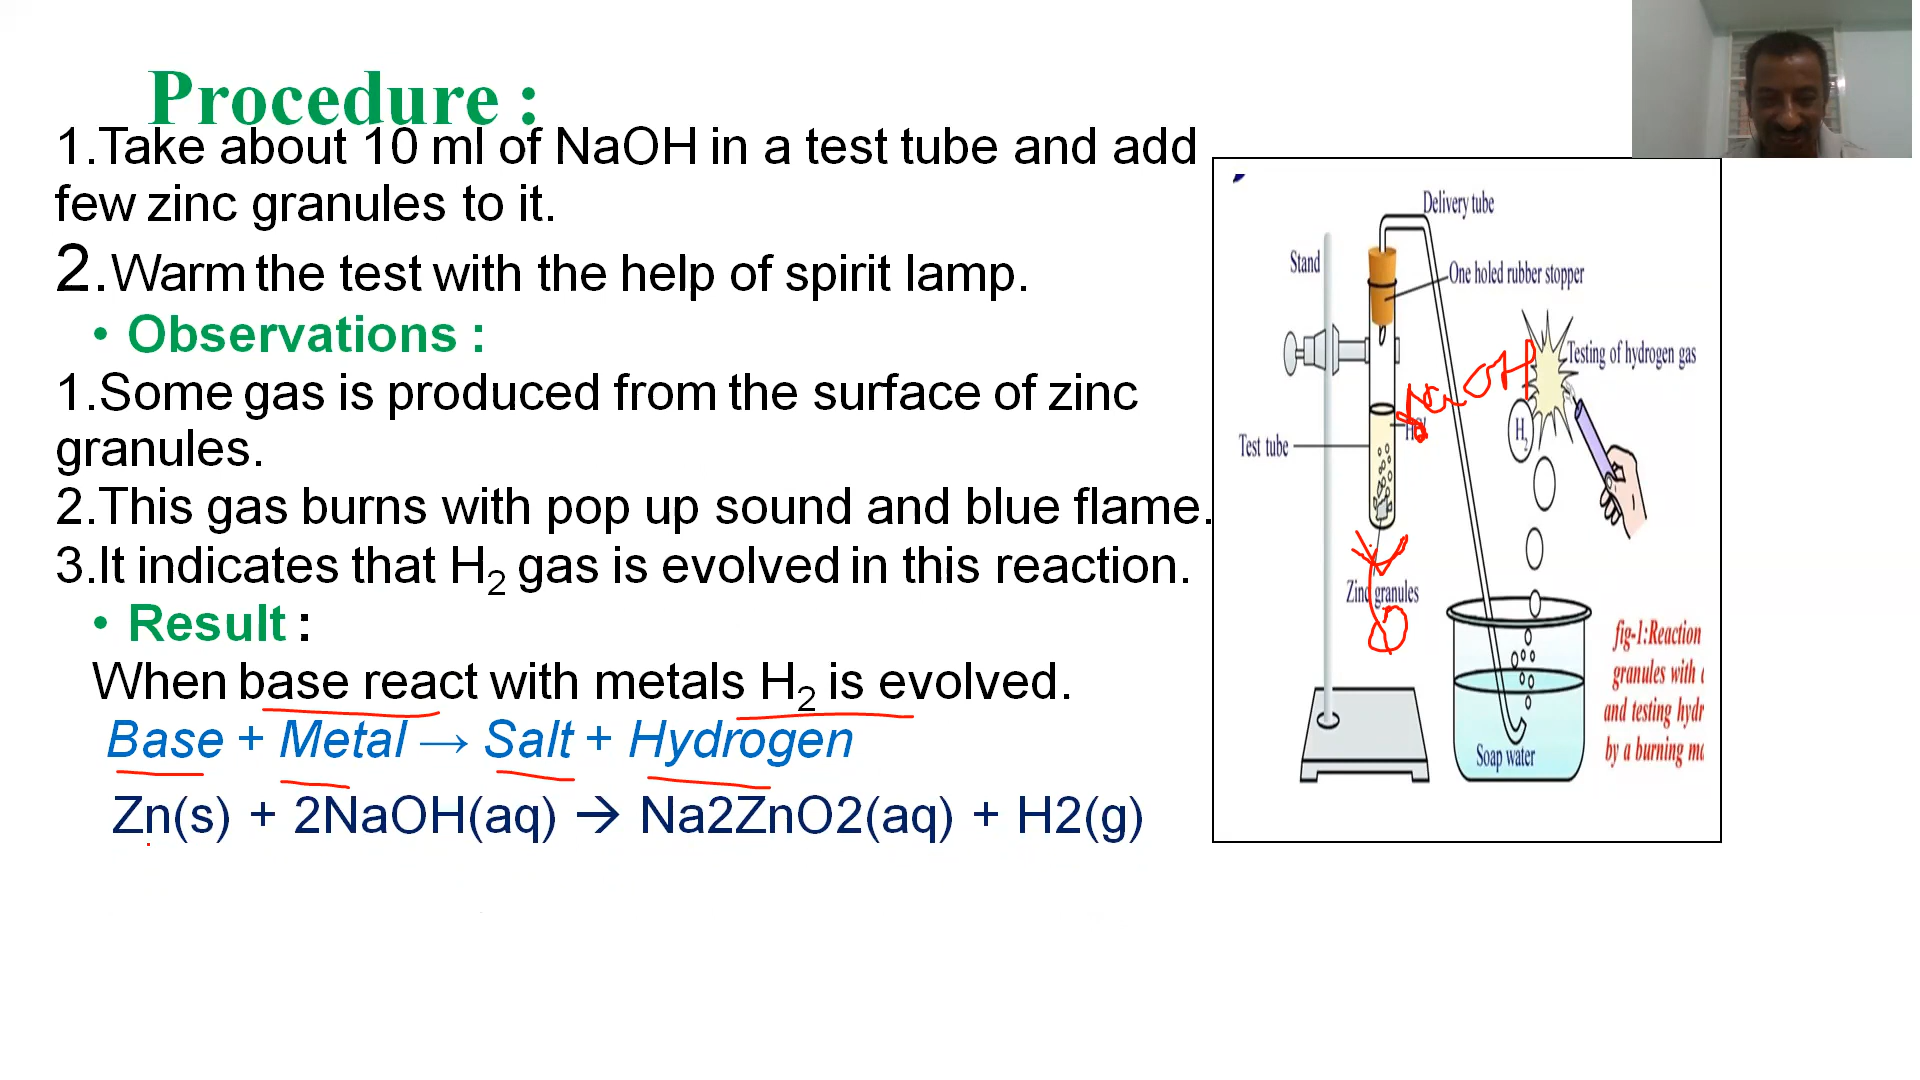 Procedure :
1.Take about 10 ml of NaOH in a test tube and add
few zinc granules to it.
2.Warm the test with the help of spirit lamp.
• Observations :
1.Some gas is produced from the surface of zinc
granules.
2.This gas burns with pop up sound and blue flame.
3.It indicates that H2 gas is evolved in this reaction.
• Result :
When base react with metals H2 is evolved.
Base + Metal → Salt + Hydrogen
Zn(s) + 2NaOH(aq) → Na2ZnO2(aq) + H2(g)
Delivery tube
Stand
One holed rubber stopper
Testing of hydrogen gas
NaOH
H2
Test tube
Zinc granules
Soap water
fig-1:Reaction
granules with
and testing hydr
by a burning